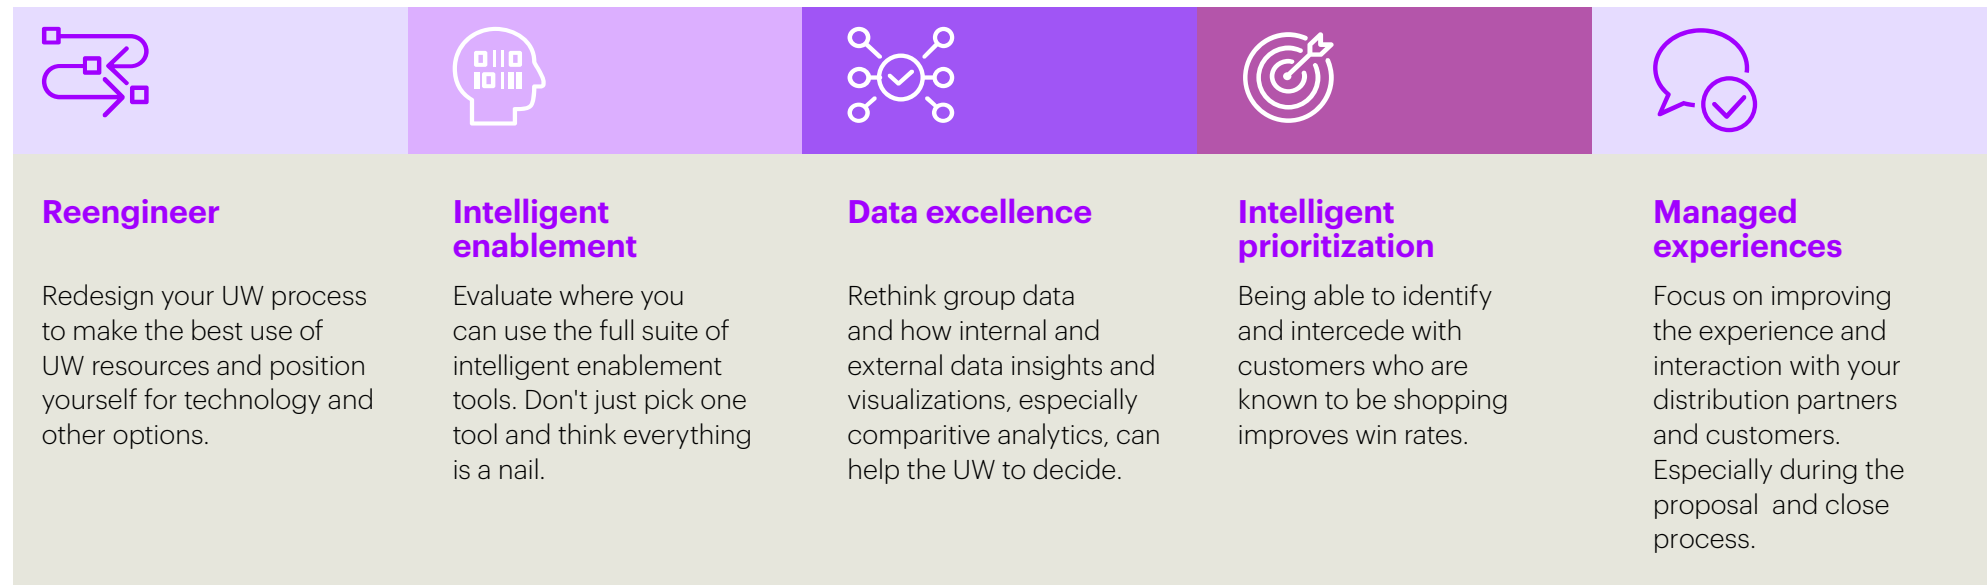 Reengineer
Redesign your UW process
to make the best use of
UW resources and position
yourself for technology and
other options.
Intelligent
enablement
Evaluate where you
can use the full suite of
intelligent enablement
tools. Don't just pick one
tool and think everything
is a nail.
Data excellence
Rethink group data
and how internal and
external data insights and
visualizations, especially
comparitive analytics, can
help the UW to decide.
Intelligent
prioritization
Being able to identify
and intercede with
customers who are
known to be shopping
improves win rates.
Managed
experiences
Focus on improving
the experience and
interaction with your
distribution partners
and customers.
Especially during the
proposal  and close
process.